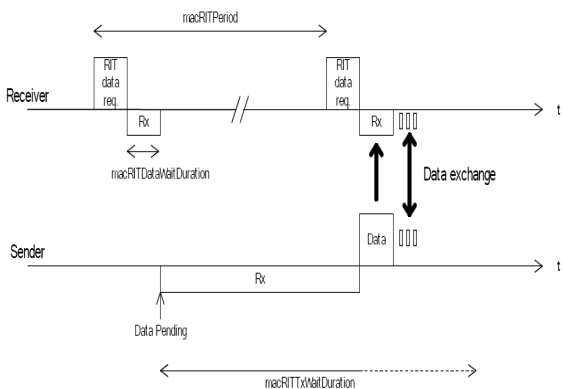 macRITPeriod
RIT
data
req.
RIT
data
req.
Receiver
Rx
Rx
t
macRITDataWaitDuration
Data exchange
Data
Sender
t
Rx
Data Pending
macRITTxWaitDuration